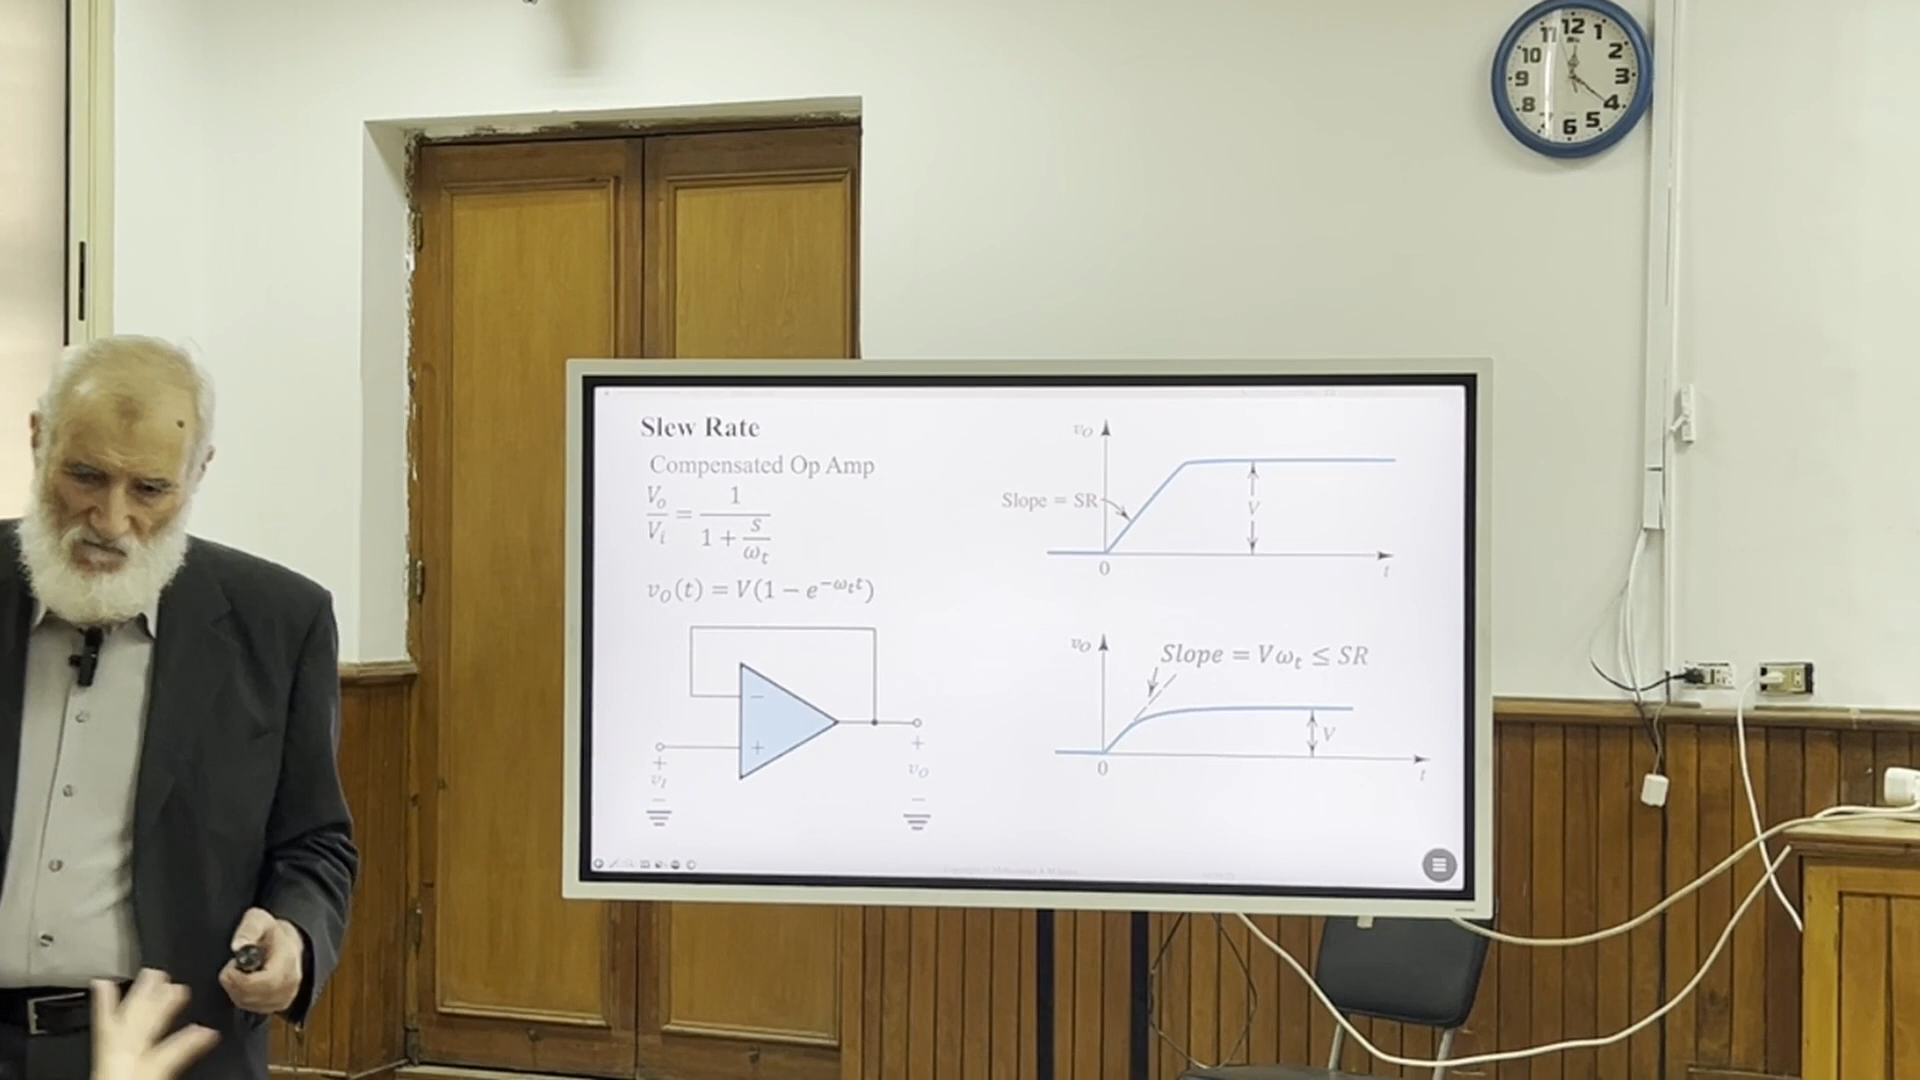 12
1
2
3
4
5
6
8
9
10
11
Slew Rate
Compensated Op Amp
V_o/V_i = 1/(1 + s/ω_t)
v_O(t) = V(1 − e^{−ω_t t})
−
+
+
v_I
−
+
v_O
−
v_O
Slope = SR
V
0
t
v_O
Slope = Vω_t ≤ SR
V
0
t